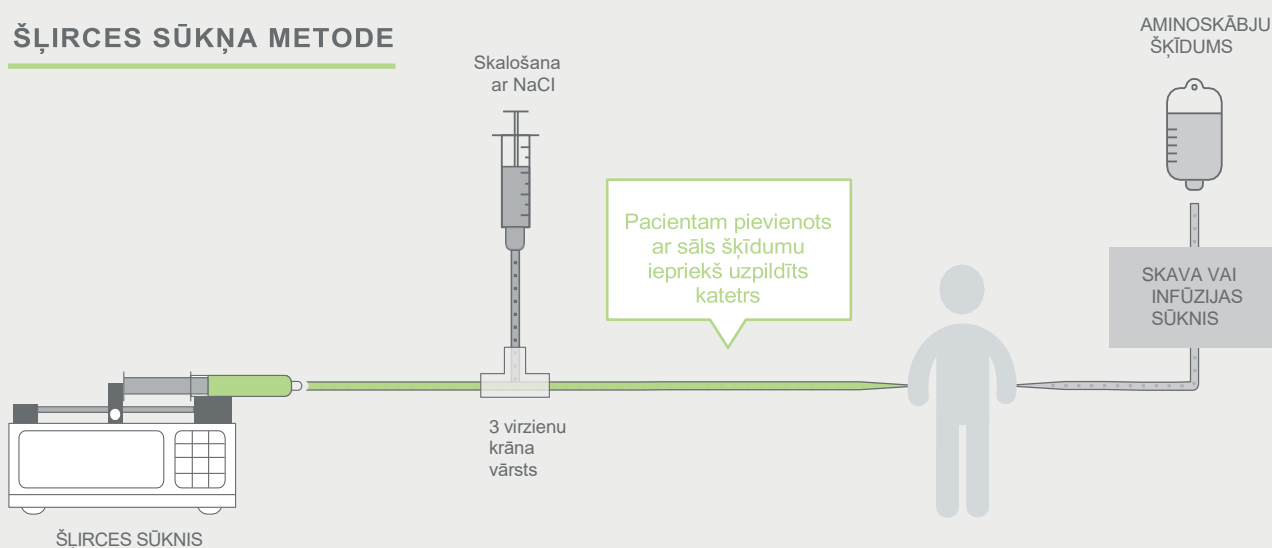 ŠĻIRCES SŪKŅA METODE
Skalošana
ar NaCl
AMINOSKĀBJU
ŠĶĪDUMS
Pacientam pievienots
ar sāls šķīdumu
iepriekš uzpildīts
katetrs
SKAVA VAI
INFŪZIJAS
SŪKNIS
3 virzienu
krāna
vārsts
ŠĻIRCES SŪKNIS